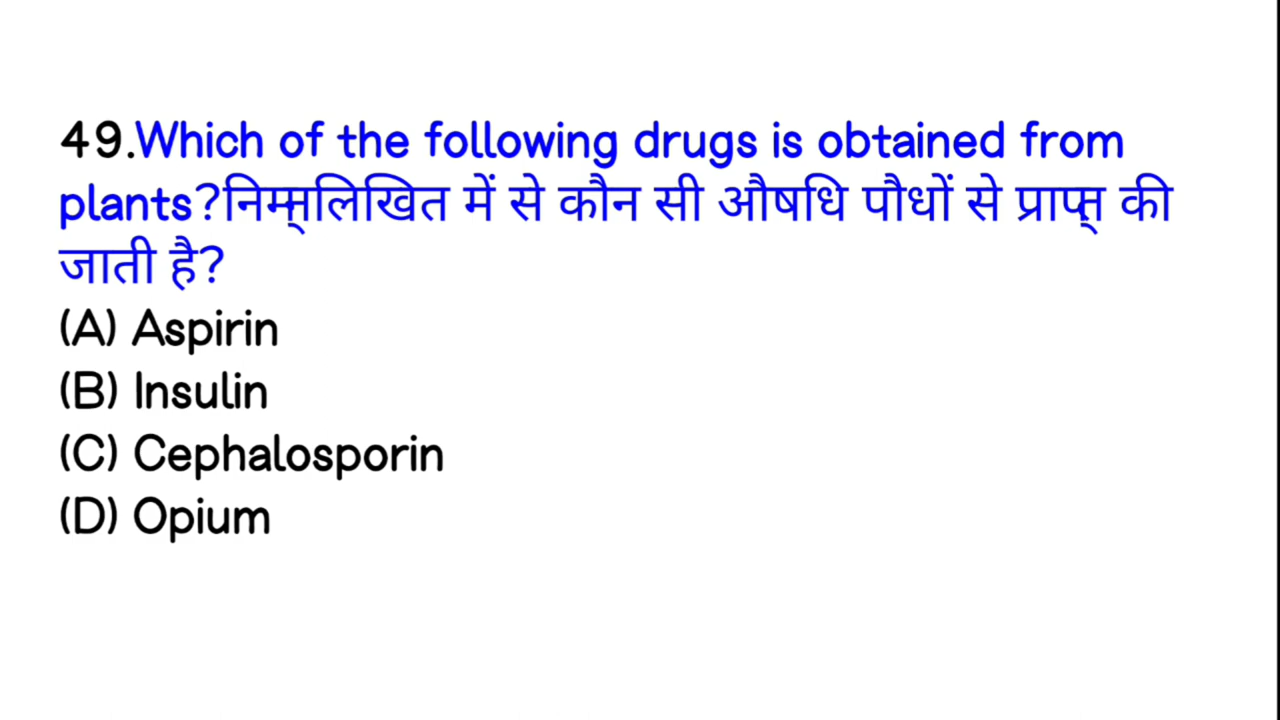 49.Which of the following drugs is obtained from
plants?निम्नलिखित में से कौन सी औषधि पौधों से प्राप्त की
जाती है?
(A) Aspirin
(B) Insulin
(C) Cephalosporin
(D) Opium